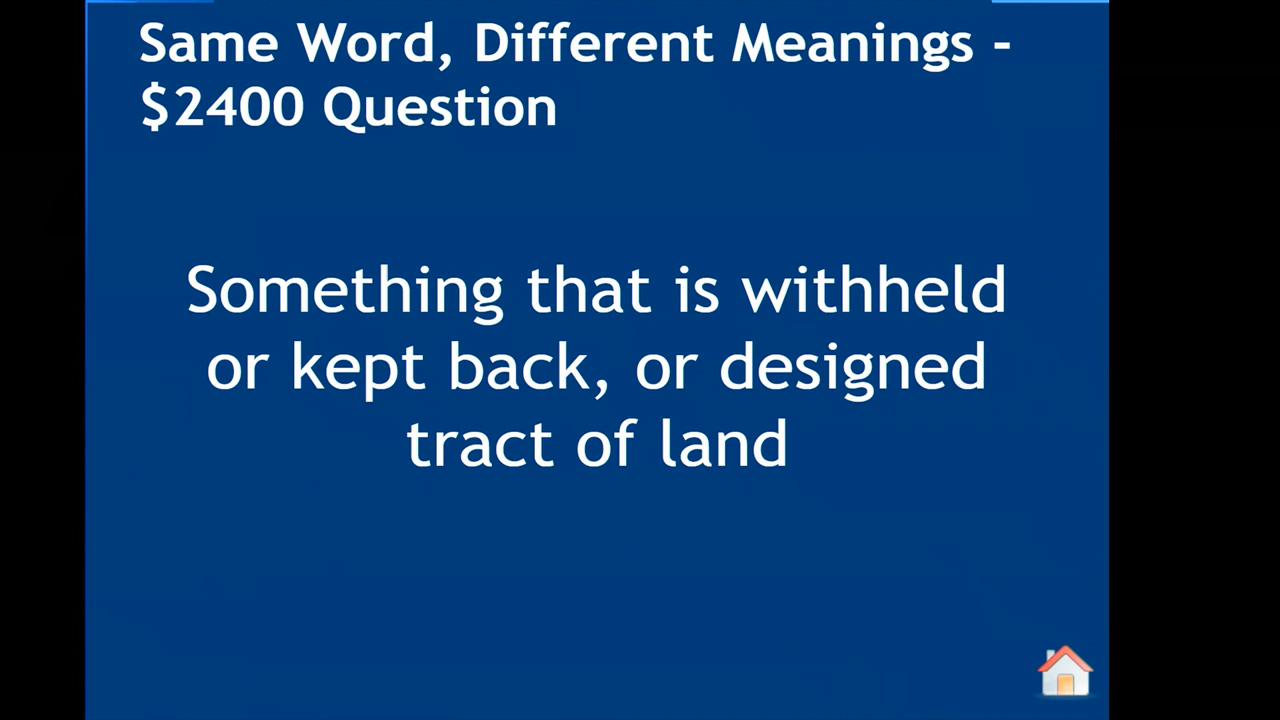 Same Word, Different Meanings -
$2400 Question
Something that is withheld
or kept back, or designed
tract of land